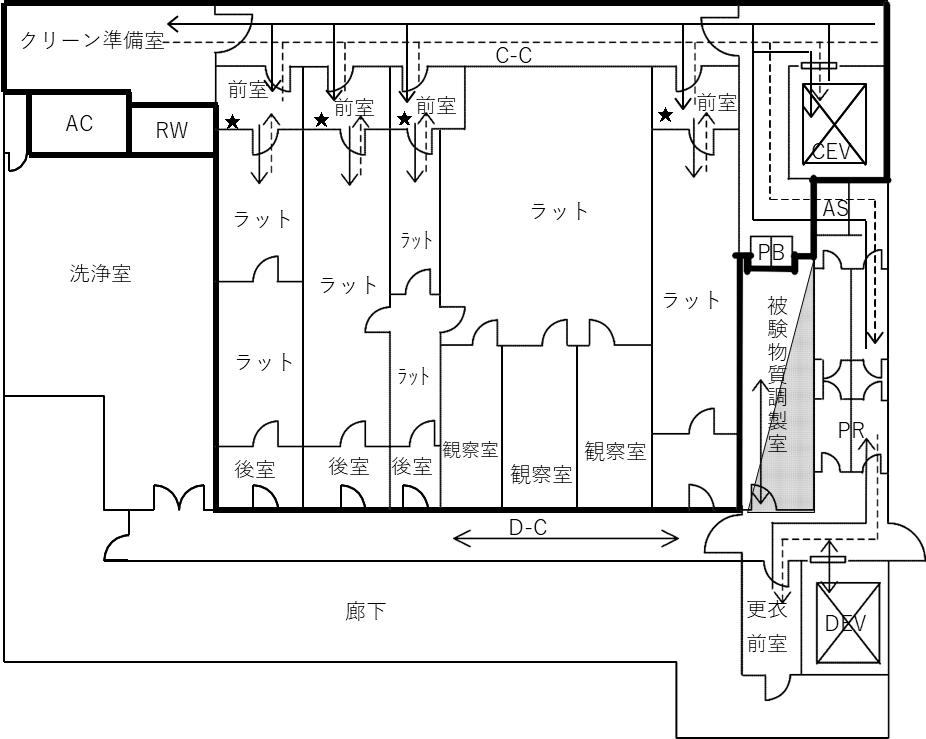 クリーン準備室
C-C
前室
前室
前室
前室
★
★
★
★
AC
RW
CEV
AS
ラット
ﾗｯﾄ
ラット
洗浄室
PB
ラット
ラット
被験物質調製室
ラット
ﾗｯﾄ
PR
観察室
観察室
観察室
後室
後室
後室
D-C
更衣
前室
DEV
廊下